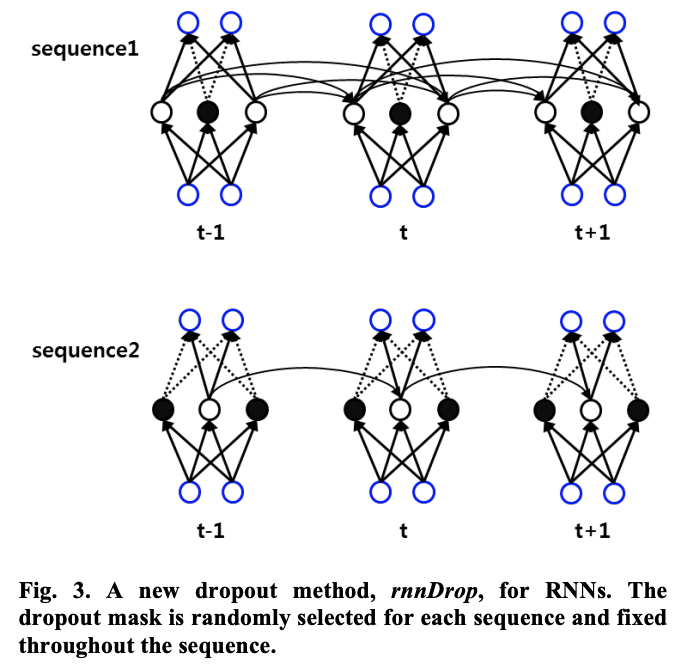 sequence1
t-1
t
t+1
sequence2
t-1
t
t+1
Fig. 3. A new dropout method, rnnDrop, for RNNs. The
dropout mask is randomly selected for each sequence and fixed
throughout the sequence.